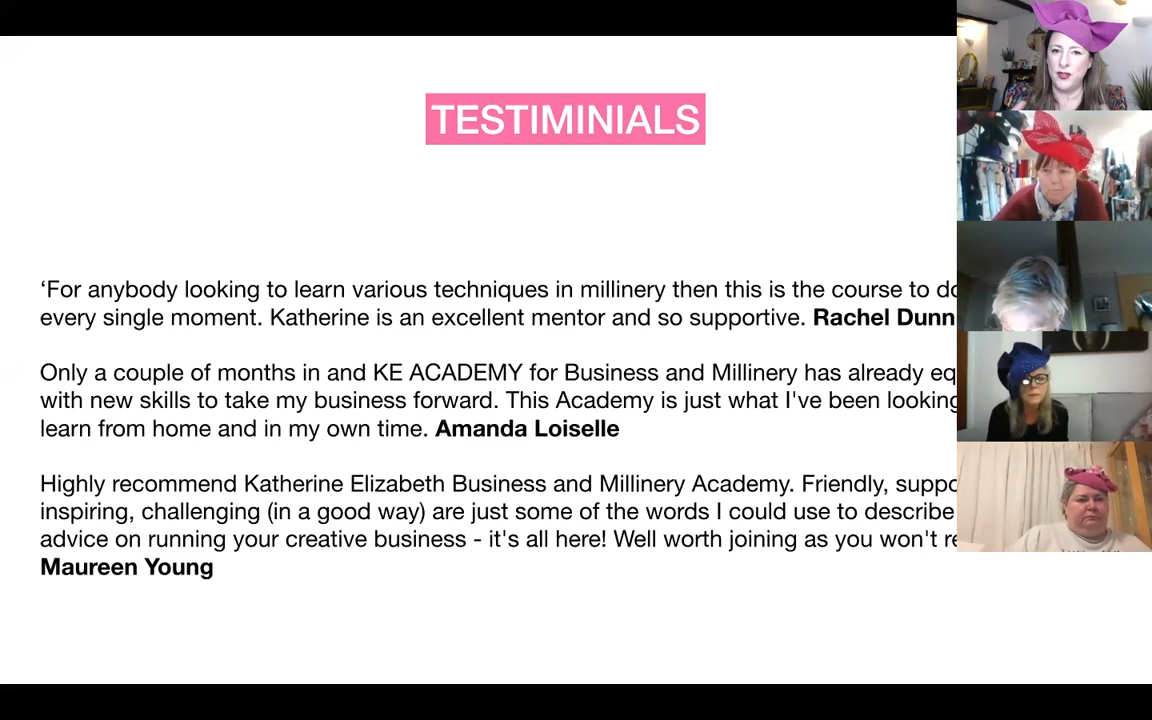 TESTIMINIALS
‘For anybody looking to learn various techniques in millinery then this is the course to
every single moment. Katherine is an excellent mentor and so supportive. Rachel Dunn
Only a couple of months in and KE ACADEMY for Business and Millinery has already
with new skills to take my business forward. This Academy is just what I've been looking
learn from home and in my own time. Amanda Loiselle
Highly recommend Katherine Elizabeth Business and Millinery Academy. Friendly,
inspiring, challenging (in a good way) are just some of the words I could use to describe
advice on running your creative business - it's all here! Well worth joining as you won't
Maureen Young